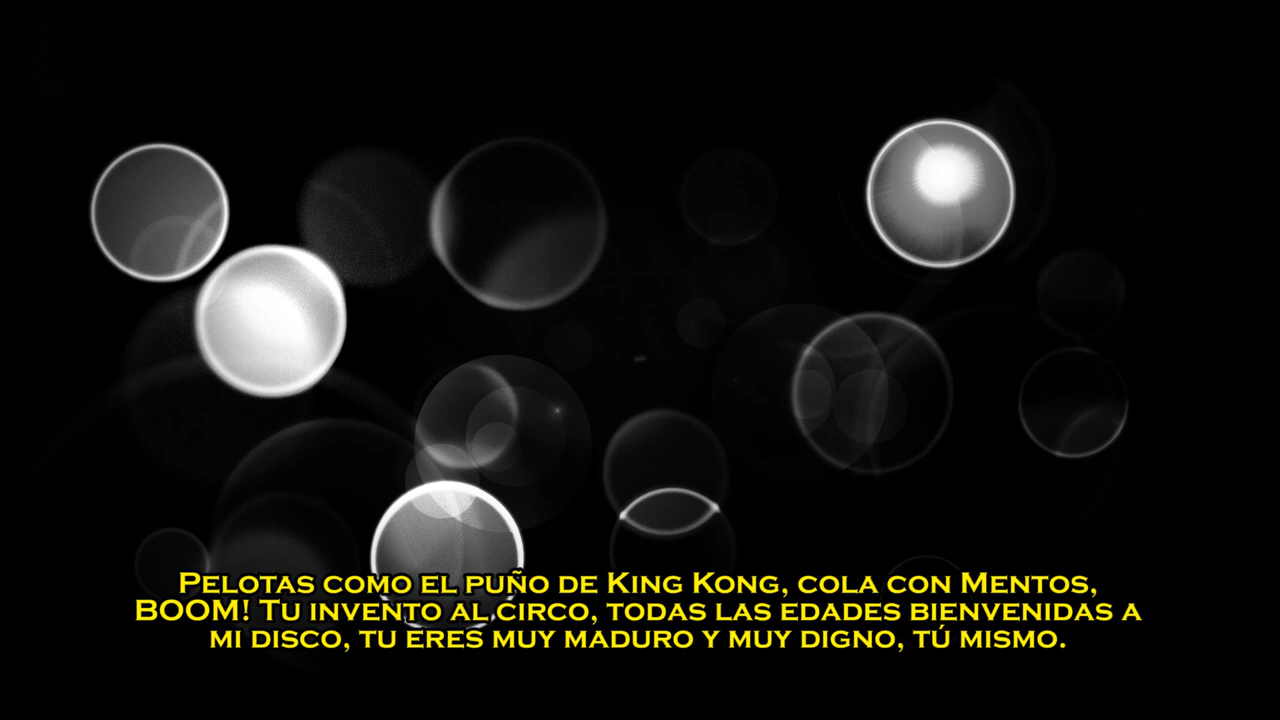 Pelotas como el puño de King Kong, cola con Mentos,
BOOM! Tu invento al circo, todas las edades bienvenidas a
mi disco, tu eres muy maduro y muy digno, tú mismo.